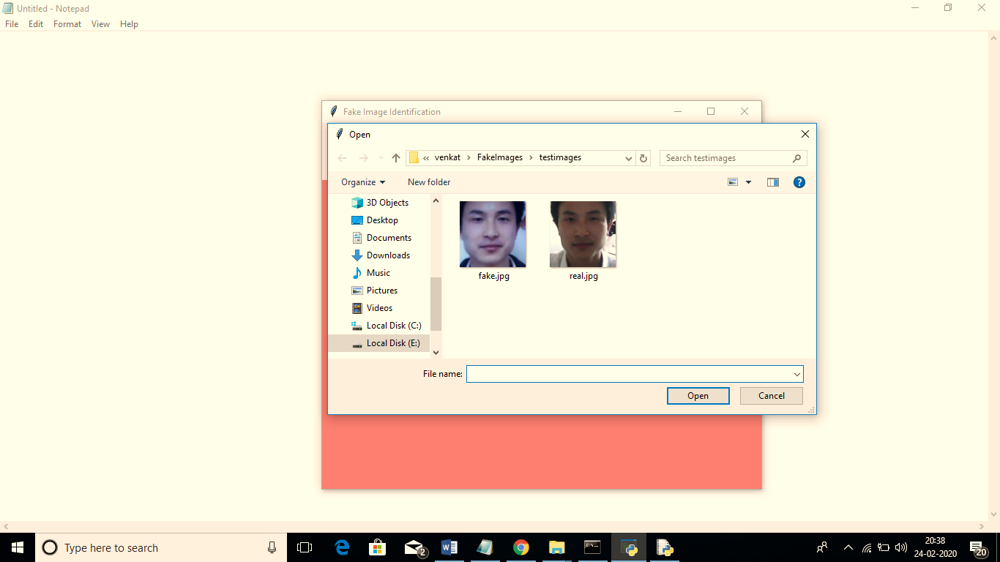 Untitled - Notepad
File Edit Format View Help
Fake Image Identification
Open
« venkat › FakeImages › testimages
Search testimages
Organize New folder
3D Objects
Desktop
Documents
Downloads
Music
Pictures
Videos
Local Disk (C:)
Local Disk (E:)
fake.jpg real.jpg
File name:
Open Cancel
Type here to search
2
20:38
24-02-2020
20